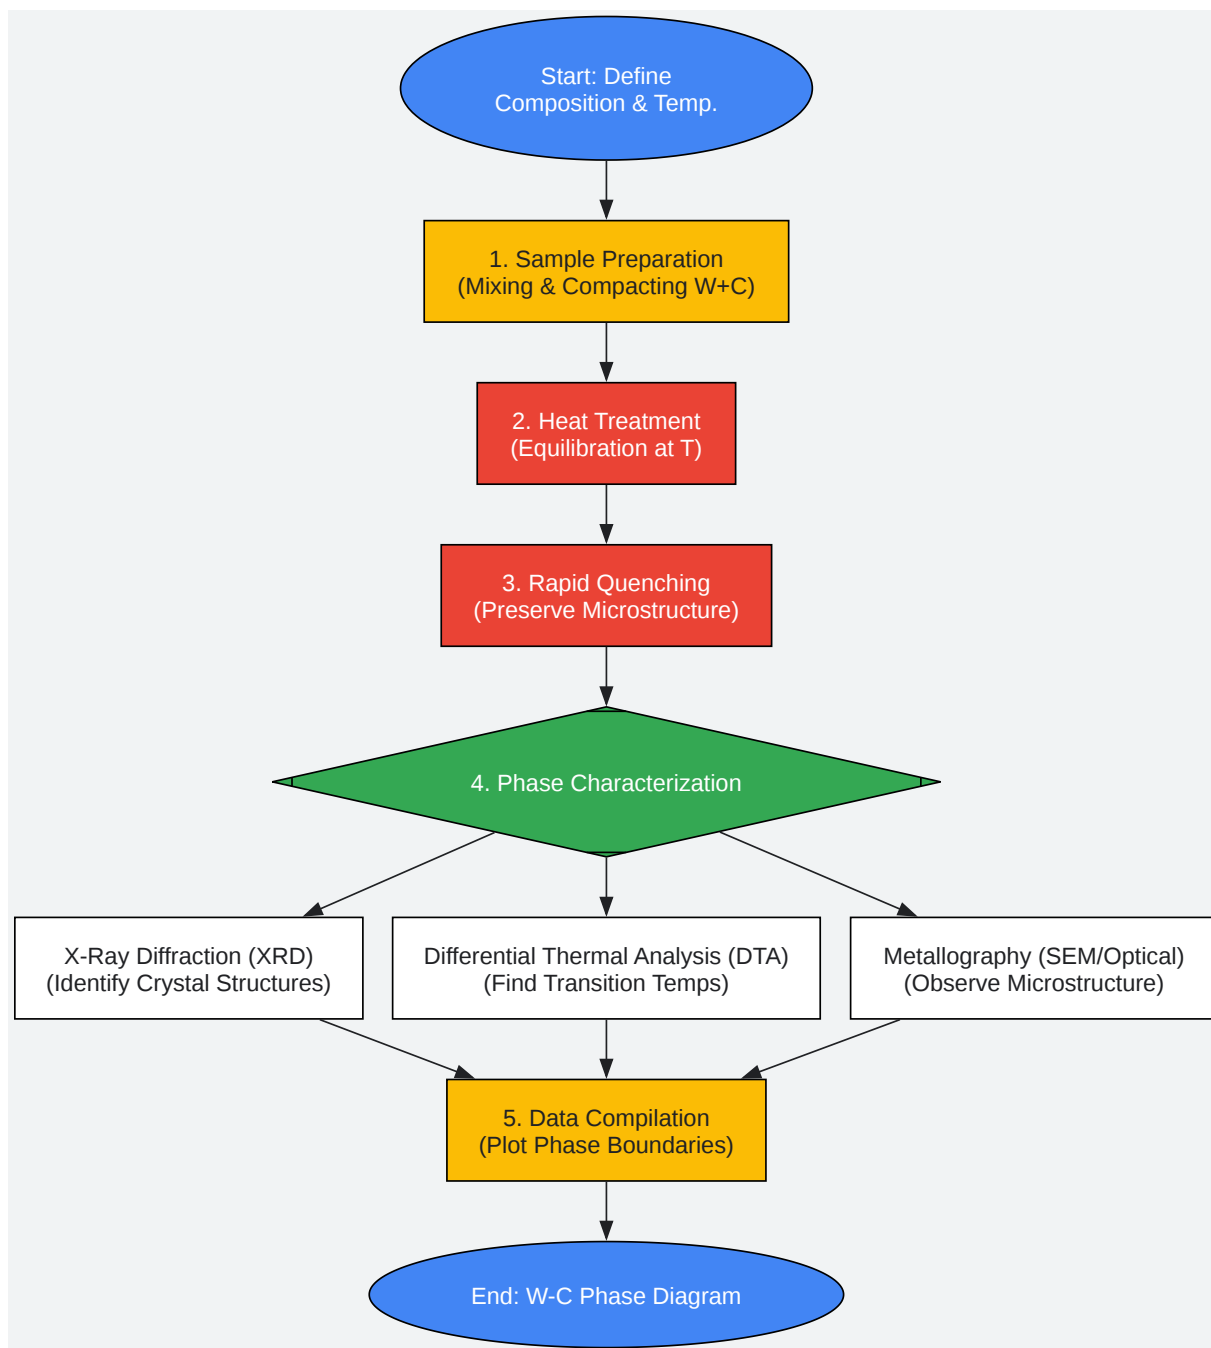 Start: Define
Composition & Temp.
1. Sample Preparation
(Mixing & Compacting W+C)
2. Heat Treatment
(Equilibration at T)
3. Rapid Quenching
(Preserve Microstructure)
4. Phase Characterization
X-Ray Diffraction (XRD)
(Identify Crystal Structures)
Differential Thermal Analysis (DTA)
(Find Transition Temps)
Metallography (SEM/Optical)
(Observe Microstructure)
5. Data Compilation
(Plot Phase Boundaries)
End: W-C Phase Diagram